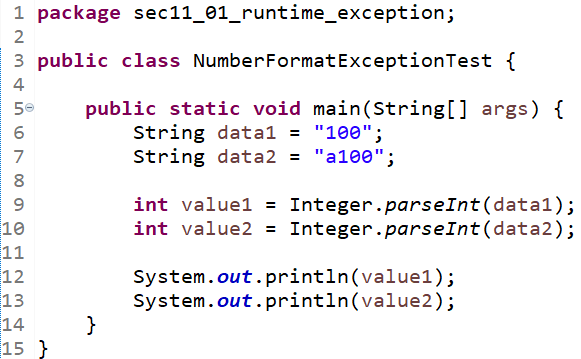 1 package sec11_01_runtime_exception;
2
3 public class NumberFormatExceptionTest {
4
5 public static void main(String[] args) {
6 String data1 = "100";
7 String data2 = "a100";
8
9 int value1 = Integer.parseInt(data1);
10 int value2 = Integer.parseInt(data2);
11
12 System.out.println(value1);
13 System.out.println(value2);
14 }
15 }